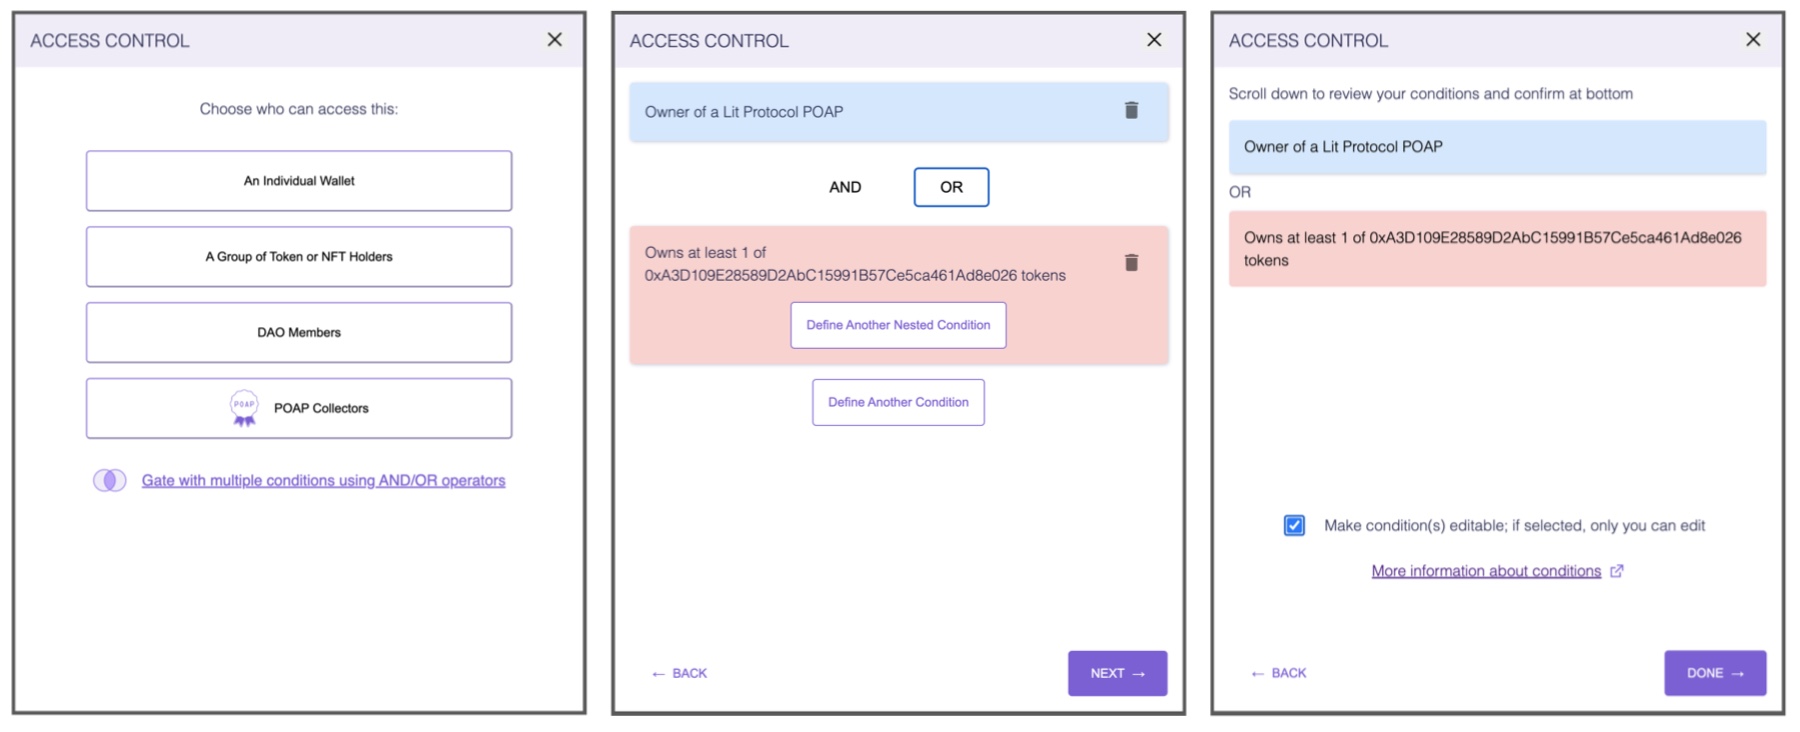 ACCESS CONTROL
Choose who can access this:
An Individual Wallet
A Group of Token or NFT Holders
DAO Members
POAP
POAP Collectors
Gate with multiple conditions using AND/OR operators
ACCESS CONTROL
Owner of a Lit Protocol POAP
AND
OR
Owns at least 1 of
0xA3D109E28589D2AbC15991B57Ce5ca461Ad8e026 tokens
Define Another Nested Condition
Define Another Condition
← BACK
NEXT →
ACCESS CONTROL
Scroll down to review your conditions and confirm at bottom
Owner of a Lit Protocol POAP
OR
Owns at least 1 of 0xA3D109E28589D2AbC15991B57Ce5ca461Ad8e026
tokens
Make condition(s) editable; if selected, only you can edit
More information about conditions
← BACK
DONE →